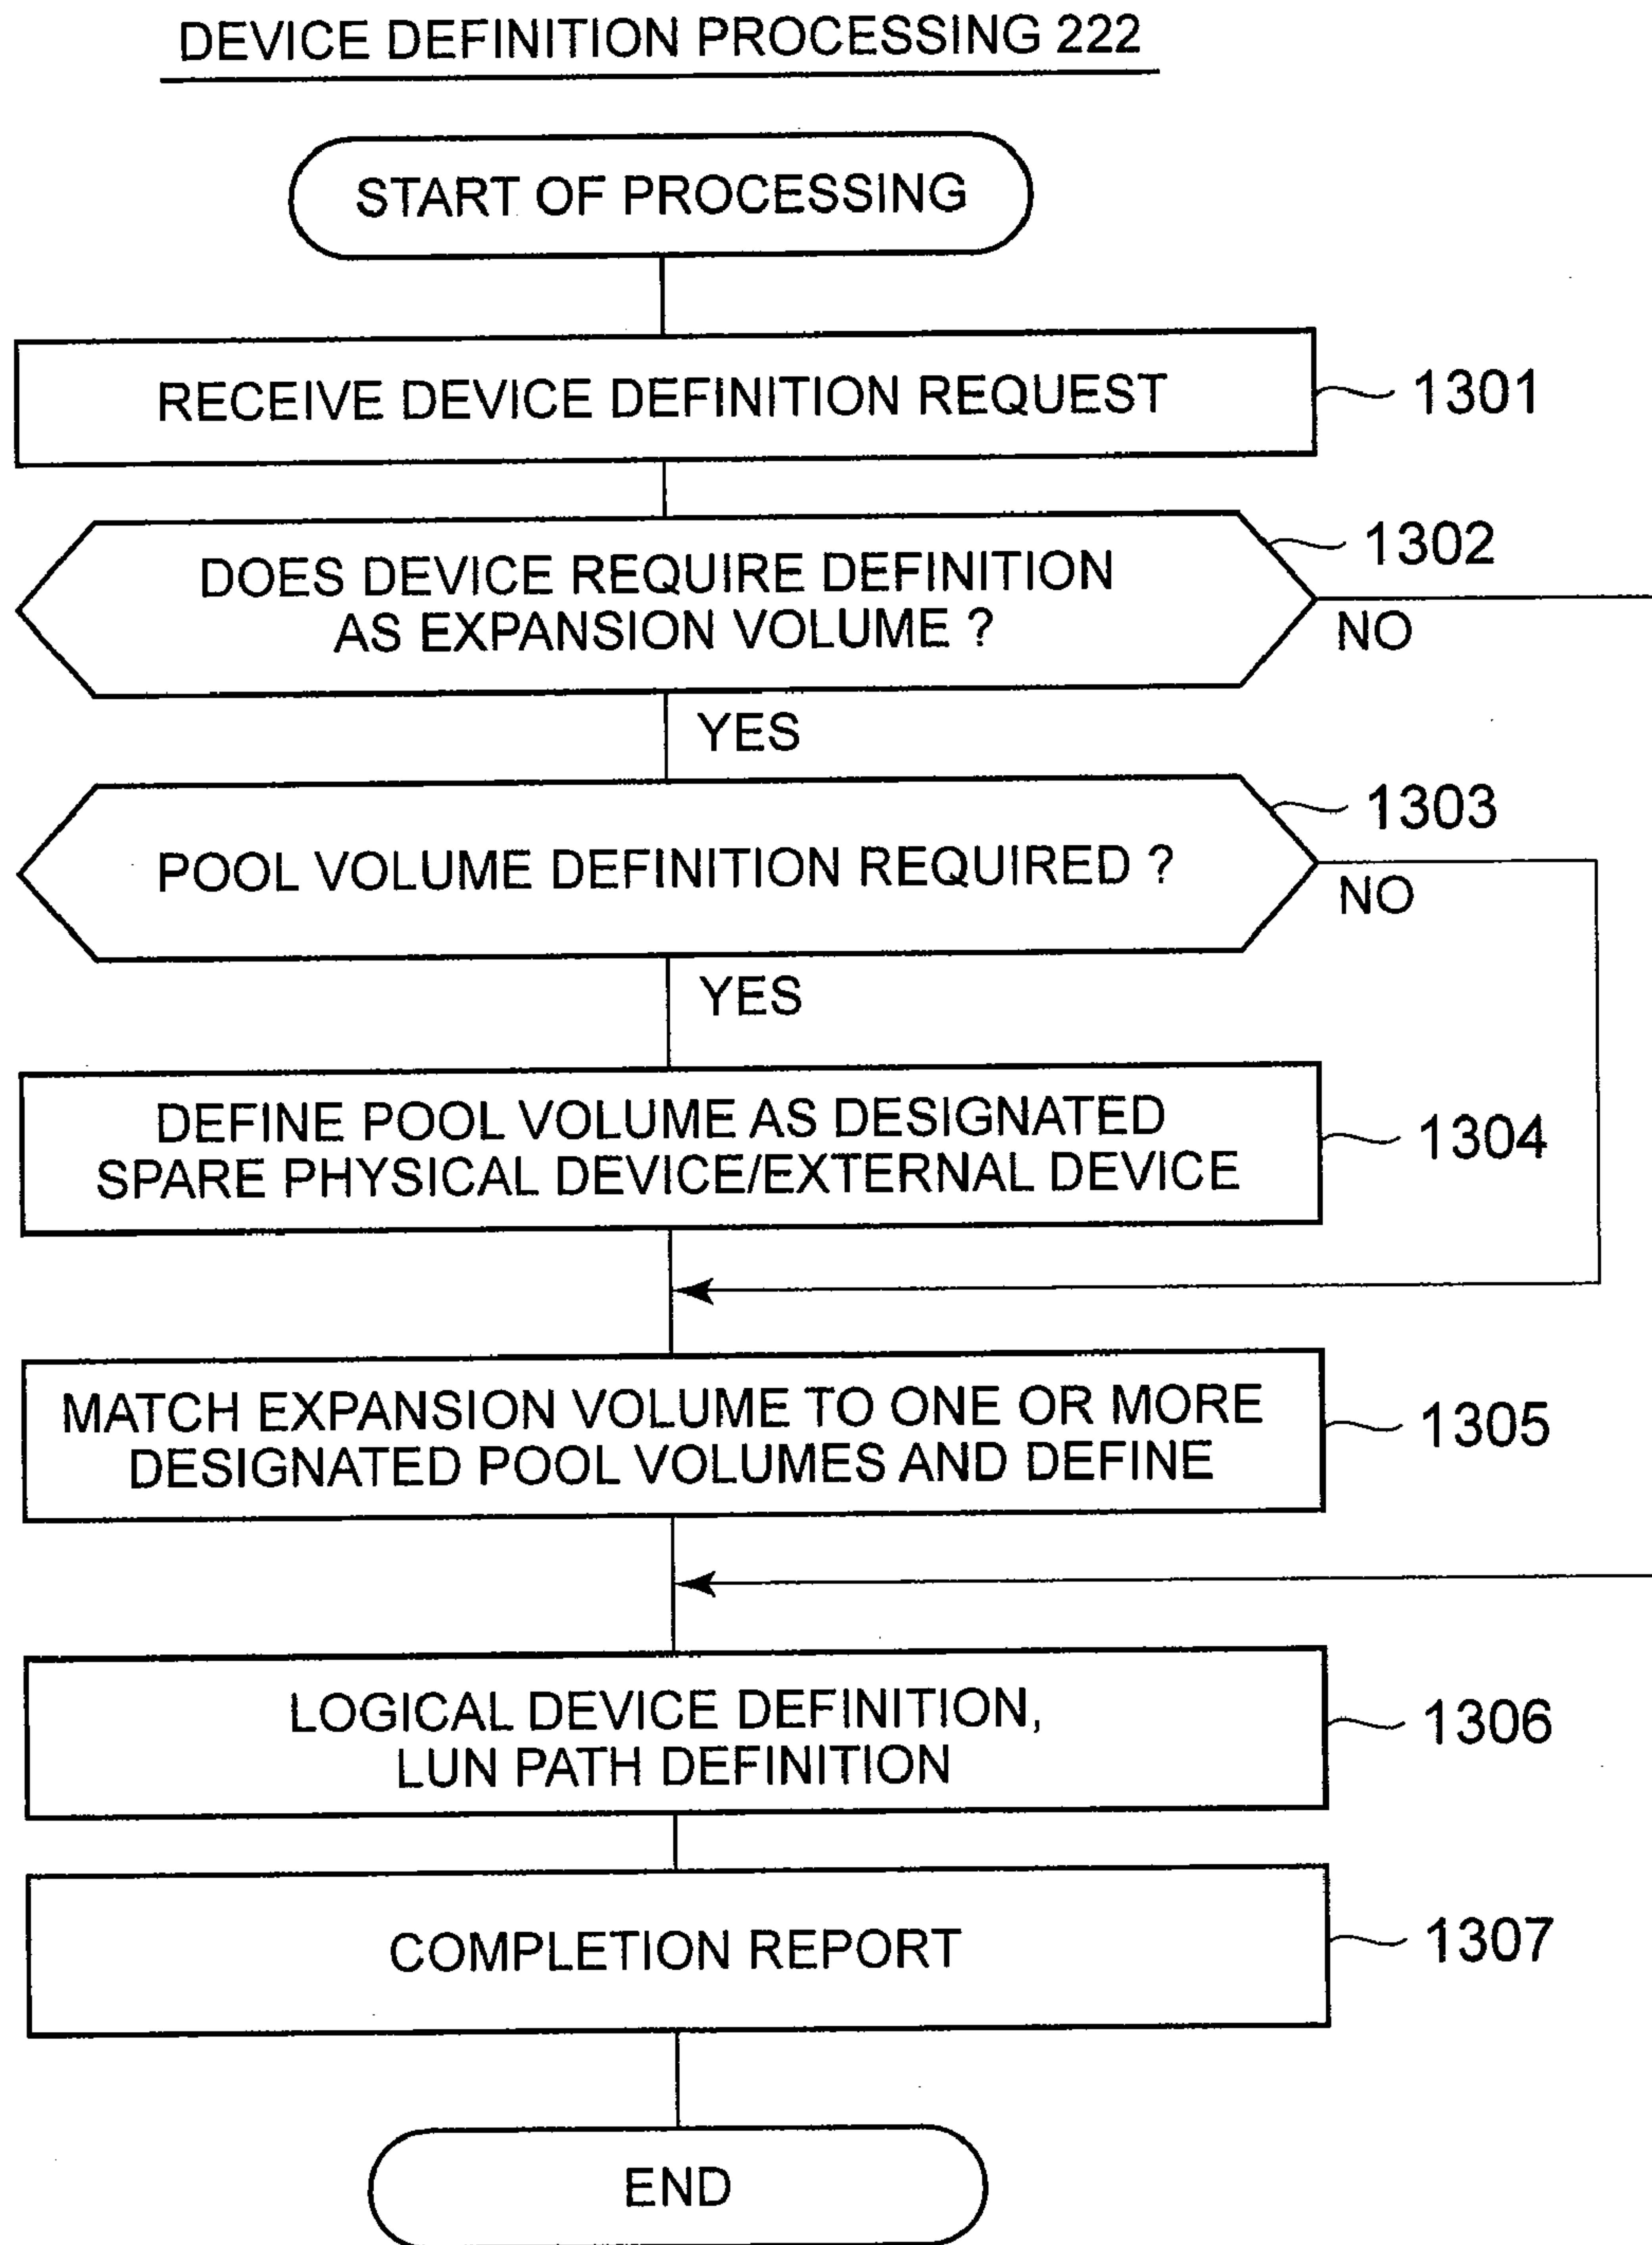 DEVICE DEFINITION PROCESSING 222
START OF PROCESSING
RECEIVE DEVICE DEFINITION REQUEST
1301
DOES DEVICE REQUIRE DEFINITION
AS EXPANSION VOLUME ?
1302
NO
YES
POOL VOLUME DEFINITION REQUIRED ?
1303
NO
YES
DEFINE POOL VOLUME AS DESIGNATED
SPARE PHYSICAL DEVICE/EXTERNAL DEVICE
1304
MATCH EXPANSION VOLUME TO ONE OR MORE
DESIGNATED POOL VOLUMES AND DEFINE
1305
LOGICAL DEVICE DEFINITION,
LUN PATH DEFINITION
1306
COMPLETION REPORT
1307
END